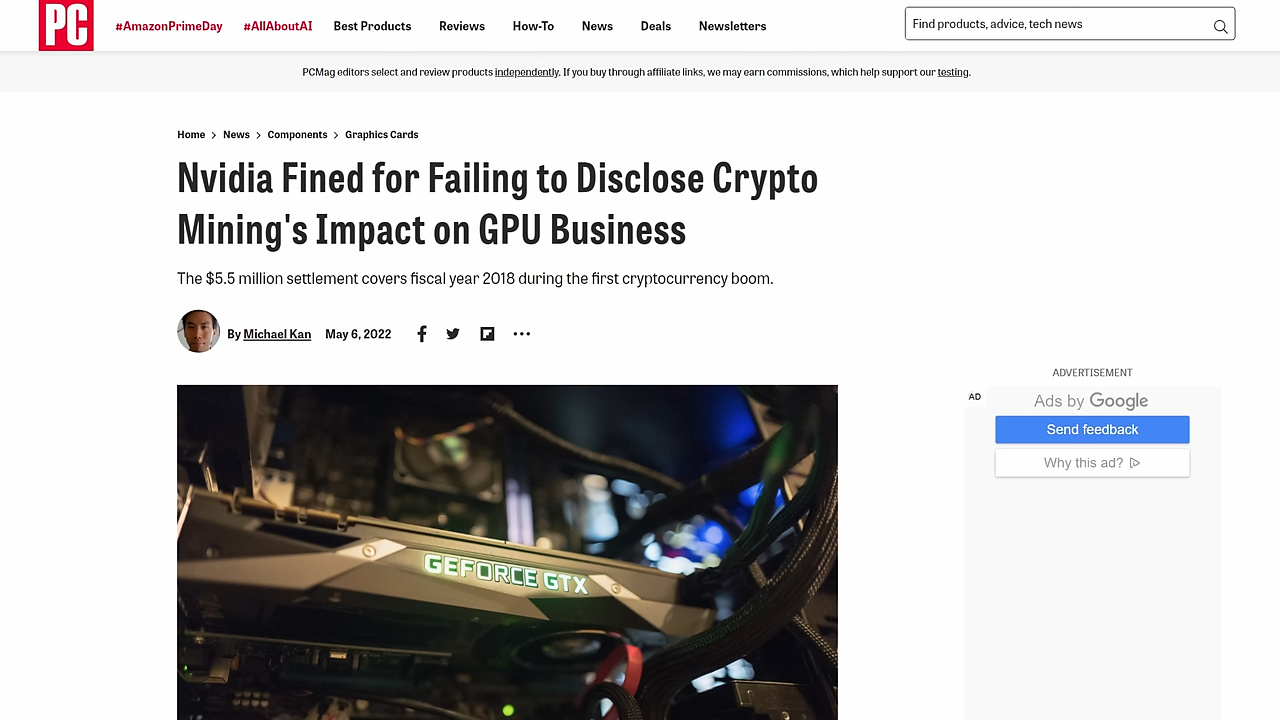 PC
#AmazonPrimeDay
#AllAboutAI
Best Products
Reviews
How-To
News
Deals
Newsletters
Find products, advice, tech news
PCMag editors select and review products independently. If you buy through affiliate links, we may earn commissions, which help support our testing.
Home > News > Components > Graphics Cards
Nvidia Fined for Failing to Disclose Crypto
Mining's Impact on GPU Business
The $5.5 million settlement covers fiscal year 2018 during the first cryptocurrency boom.
By Michael Kan May 6, 2022
ADVERTISEMENT
AD
Ads by Google
Send feedback
Why this ad?
GEFORCE GTX